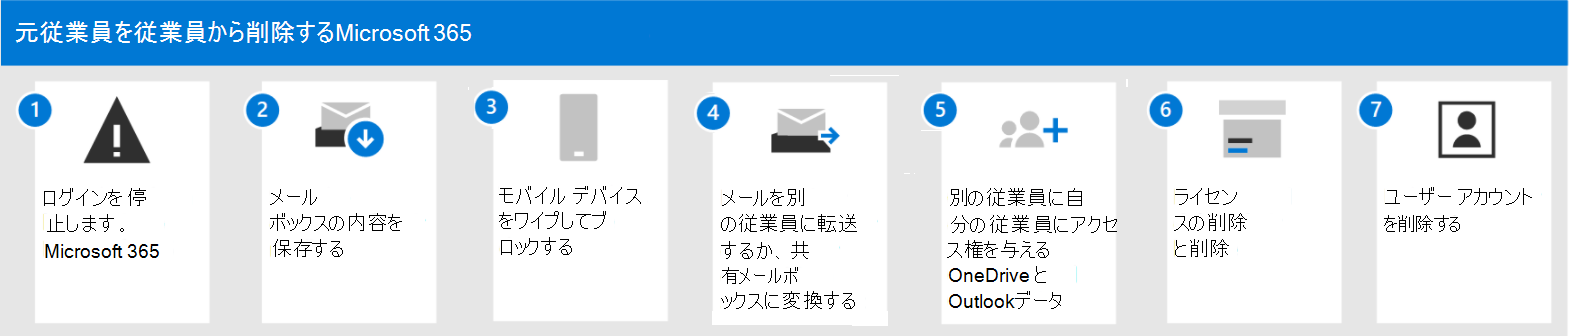 元従業員を従業員から削除するMicrosoft 365
1
ログインを 停
止します。
Microsoft 365
2
メール
ボックスの内容を
保存する
3
モバイル デバイス
をワイプしてブ
ロックする
4
メールを別
の従業員に転送
するか、共
有メールボ
ックスに変換する
5
別の従業員に自
分の従業員にアクセ
ス権を与える
OneDriveと
Outlookデータ
6
ライセン
スの削除
と削除
7
ユーザー アカウント
を削除する